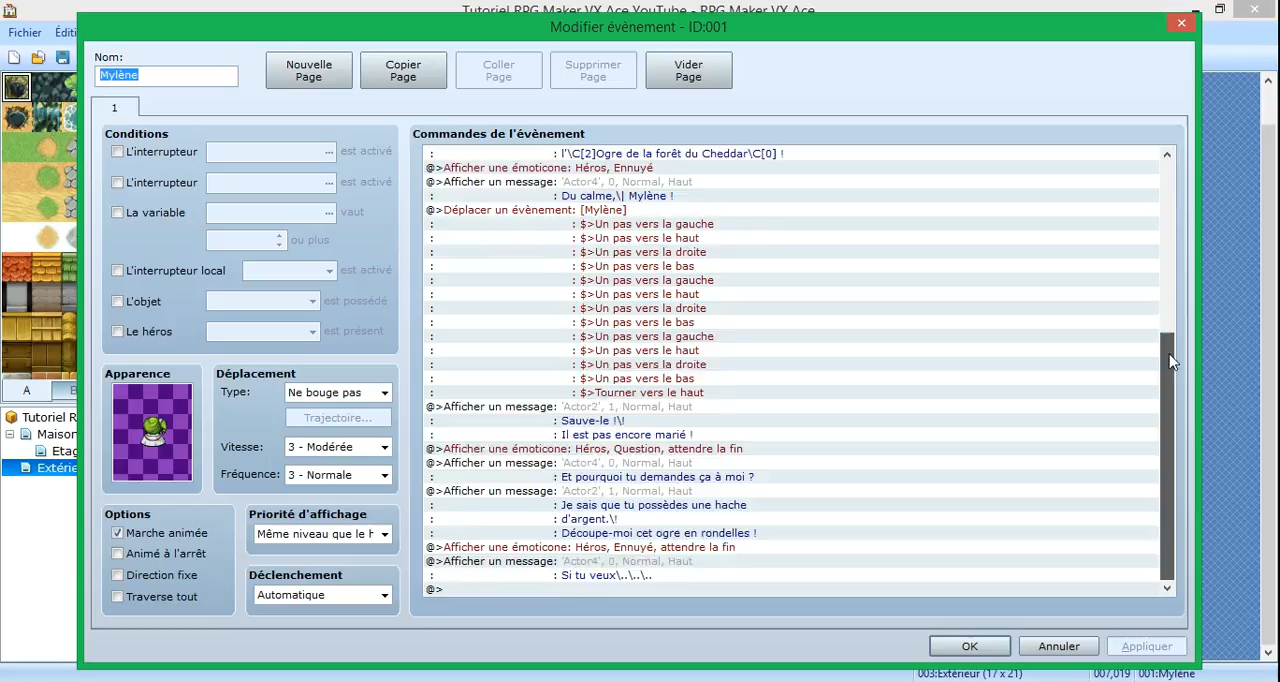 Tutoriel RPG Maker VX Ace YouTube - RPG Maker VX Ace
Modifier évènement - ID:001
Fichier Éditi
Nom:
Mylène
Nouvelle Page
Copier Page
Coller Page
Supprimer Page
Vider Page
1
Conditions
L'interrupteur ... est activé
L'interrupteur ... est activé
La variable ... vaut
ou plus
L'interrupteur local est activé
L'objet est possédé
Le héros est présent
Apparence
Déplacement
Type: Ne bouge pas
Trajectoire...
Vitesse: 3 - Modérée
Fréquence: 3 - Normale
Options
Marche animée
Animé à l'arrêt
Direction fixe
Traverse tout
Priorité d'affichage
Même niveau que le h
Déclenchement
Automatique
Commandes de l'évènement
: : l'\C[2]Ogre de la forêt du Cheddar\C[0] !
@>Afficher une émoticone: Héros, Ennuyé
@>Afficher un message: 'Actor4', 0, Normal, Haut
: : Du calme,\| Mylène !
@>Déplacer un évènement: [Mylène]
: : $>Un pas vers la gauche
: : $>Un pas vers le haut
: : $>Un pas vers la droite
: : $>Un pas vers le bas
: : $>Un pas vers la gauche
: : $>Un pas vers le haut
: : $>Un pas vers la droite
: : $>Un pas vers le bas
: : $>Un pas vers la gauche
: : $>Un pas vers le haut
: : $>Un pas vers la droite
: : $>Un pas vers le bas
: : $>Tourner vers le haut
@>Afficher un message: 'Actor2', 1, Normal, Haut
: : Sauve-le !\!
: : Il est pas encore marié !
@>Afficher une émoticone: Héros, Question, attendre la fin
@>Afficher un message: 'Actor4', 0, Normal, Haut
: : Et pourquoi tu demandes ça à moi ?
@>Afficher un message: 'Actor2', 1, Normal, Haut
: : Je sais que tu possèdes une hache
: : d'argent.\!
: : Découpe-moi cet ogre en rondelles !
@>Afficher une émoticone: Héros, Ennuyé, attendre la fin
@>Afficher un message: 'Actor4', 0, Normal, Haut
: : Si tu veux\..\..\..
@>
OK
Annuler
Appliquer
A
B
Tutoriel R
Maison
Etag
Extérie
003:Extérieur (17 x 21)
007,019
001:Mylène